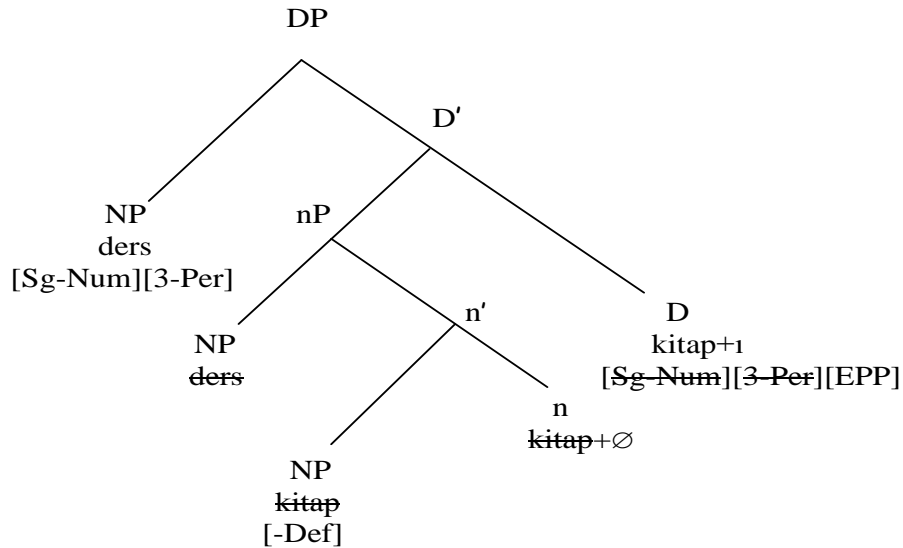 DP
D'
NP
ders
[Sg-Num][3-Per]
nP
NP
ders
n'
D
kitap+ı
[Sg-Num][3-Per][EPP]
n
kitap+∅
NP
kitap
[-Def]